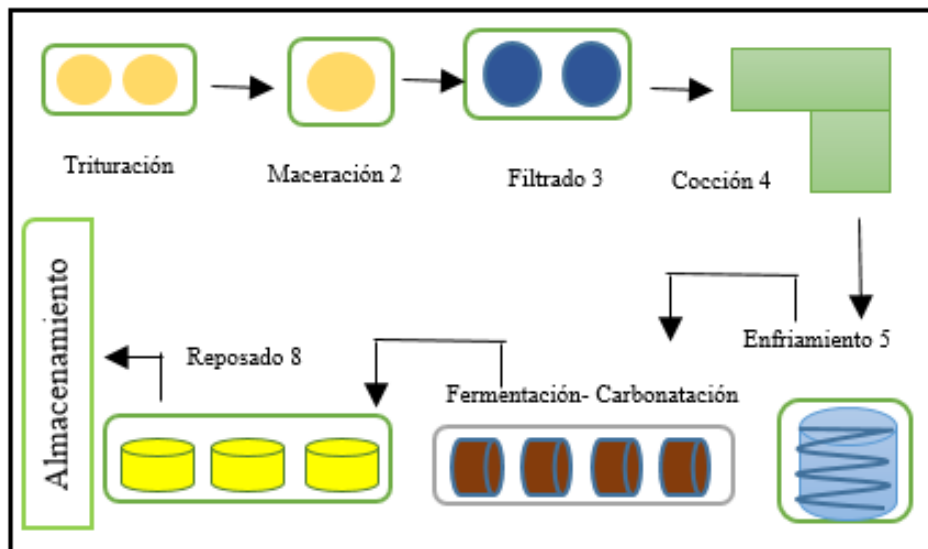 Trituración
Maceración 2
Filtrado 3
Cocción 4
Enfriamiento 5
Fermentación- Carbonatación
Reposado 8
Almacenamiento